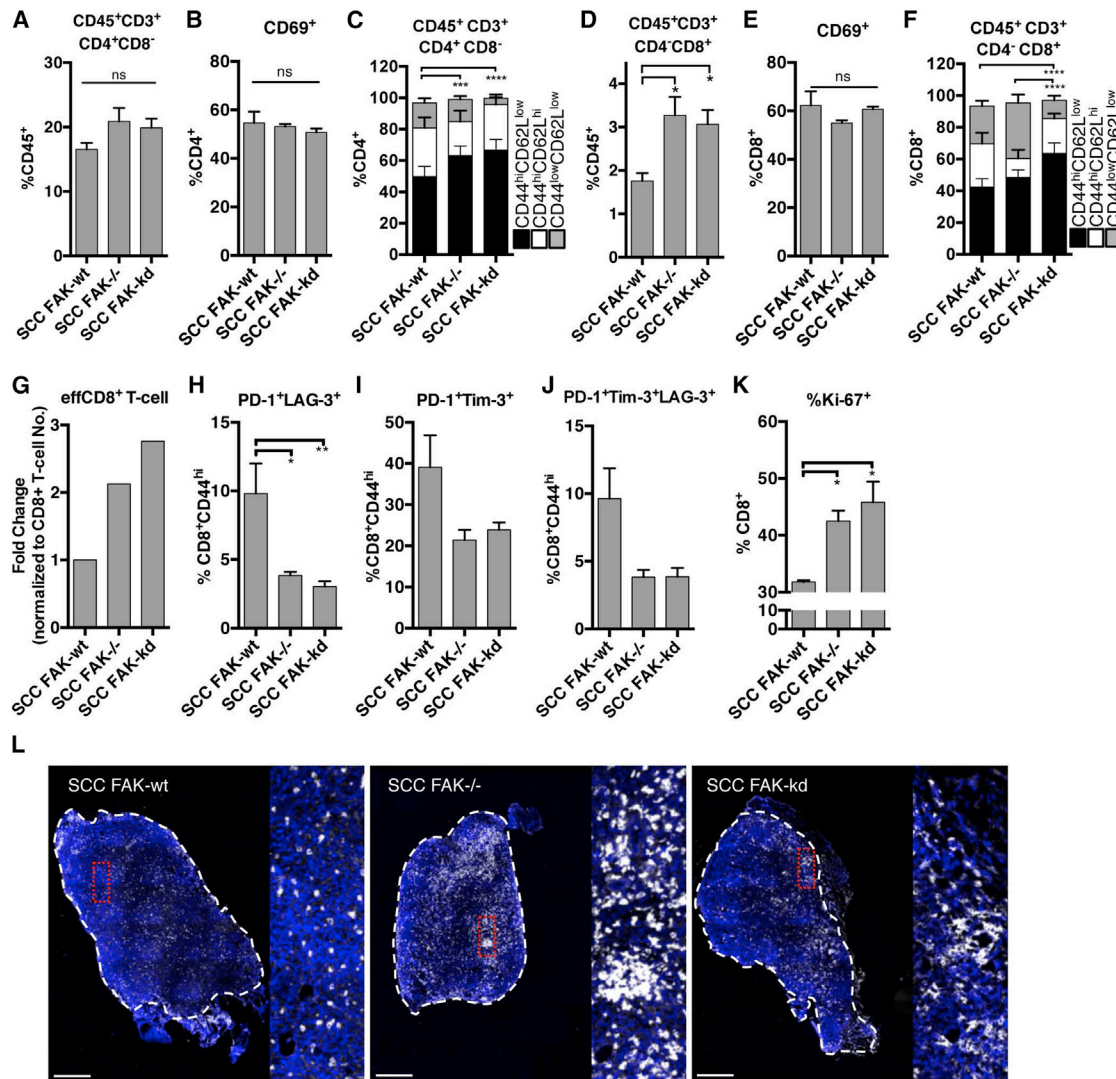 A
CD45⁺CD3⁺
CD4⁺CD8⁻
ns
%CD45⁺
30
20
10
0
SCC FAK-wt
SCC FAK-/-
SCC FAK-kd
B
CD69⁺
ns
%CD4⁺
80
60
40
20
0
SCC FAK-wt
SCC FAK-/-
SCC FAK-kd
C
CD45⁺ CD3⁺
CD4⁺ CD8⁻
***
****
%CD4⁺
120
100
80
60
40
20
0
SCC FAK-wt
SCC FAK-/-
SCC FAK-kd
CD44ʰⁱCD62Lˡᵒʷ
CD44ʰⁱCD62Lʰⁱ
CD44ˡᵒʷCD62Lˡᵒʷ
D
CD45⁺CD3⁺
CD4⁻CD8⁺
*
*
%CD45⁺
4
3
2
1
0
SCC FAK-wt
SCC FAK-/-
SCC FAK-kd
E
CD69⁺
ns
%CD8⁺
80
60
40
20
0
SCC FAK-wt
SCC FAK-/-
SCC FAK-kd
F
CD45⁺ CD3⁺
CD4⁻ CD8⁺
****
****
%CD8⁺
120
100
80
60
40
20
0
SCC FAK-wt
SCC FAK-/-
SCC FAK-kd
CD44ʰⁱCD62Lˡᵒʷ
CD44ʰⁱCD62Lʰⁱ
CD44ˡᵒʷCD62Lˡᵒʷ
G
effCD8⁺ T-cell
Fold Change
(normalized to CD8+ T-cell No.)
3
2
1
0
SCC FAK-wt
SCC FAK-/-
SCC FAK-kd
H
PD-1⁺LAG-3⁺
*
**
% CD8⁺CD44ʰⁱ
15
10
5
0
SCC FAK-wt
SCC FAK-/-
SCC FAK-kd
I
PD-1⁺Tim-3⁺
%CD8⁺CD44ʰⁱ
50
40
30
20
10
0
SCC FAK-wt
SCC FAK-/-
SCC FAK-kd
J
PD-1⁺Tim-3⁺LAG-3⁺
%CD8⁺CD44ʰⁱ
15
10
5
0
SCC FAK-wt
SCC FAK-/-
SCC FAK-kd
K
%Ki-67⁺
*
*
% CD8⁺
60
50
40
30
10
0
SCC FAK-wt
SCC FAK-/-
SCC FAK-kd
L
SCC FAK-wt
SCC FAK-/-
SCC FAK-kd